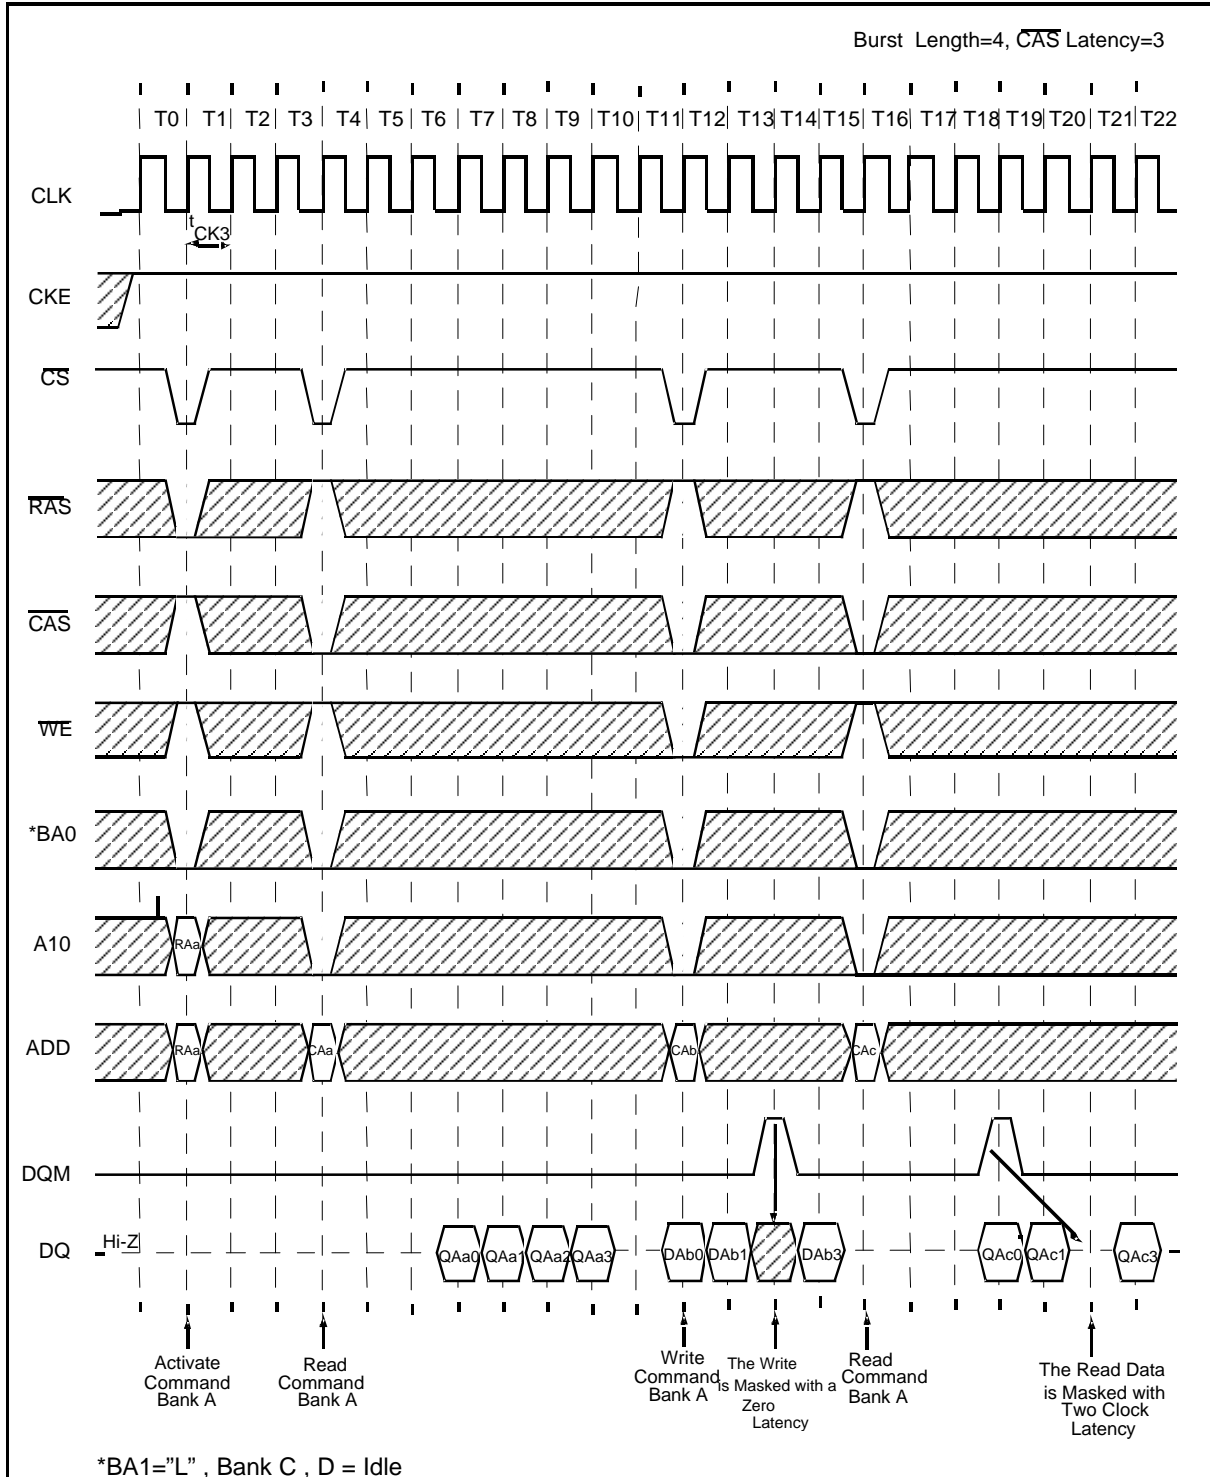 Burst Length=4, CAS Latency=3
T0 T1 T2 T3 T4 T5 T6 T7 T8 T9 T10 T11 T12 T13 T14 T15 T16 T17 T18 T19 T20 T21 T22
CLK
tCK3
CKE
CS
RAS
CAS
WE
*BA0
A10 RAa
ADD RAa CAa CAb CAc
DQM
DQ Hi-Z QAa0 QAa1 QAa2 QAa3 DAb0 DAb1 DAb3 QAc0 QAc1 QAc3
Activate
Command
Bank A
Read
Command
Bank A
Write
Command
Bank A
The Write
is Masked with a
Zero
Latency
Read
Command
Bank A
The Read Data
is Masked with
Two Clock
Latency
*BA1=”L” , Bank C , D = Idle